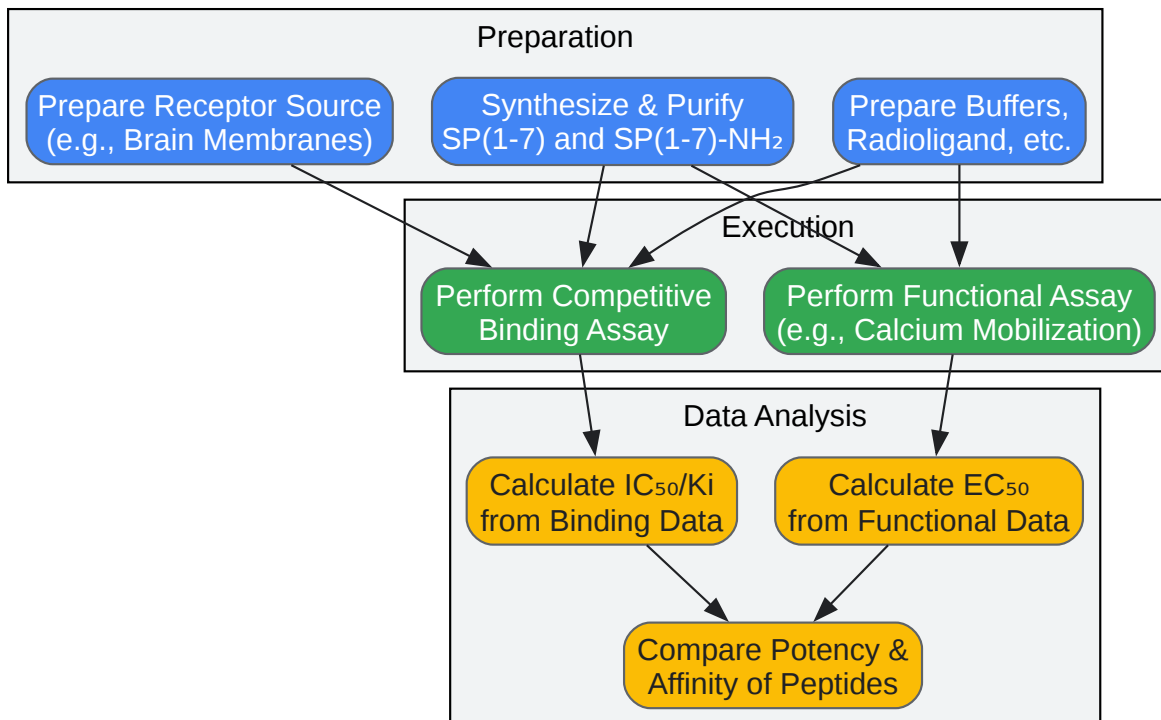 Preparation
Prepare Receptor Source
(e.g., Brain Membranes)
Synthesize & Purify
SP(1-7) and SP(1-7)-NH₂
Prepare Buffers,
Radioligand, etc.
Execution
Perform Competitive
Binding Assay
Perform Functional Assay
(e.g., Calcium Mobilization)
Data Analysis
Calculate IC₅₀/Ki
from Binding Data
Calculate EC₅₀
from Functional Data
Compare Potency &
Affinity of Peptides